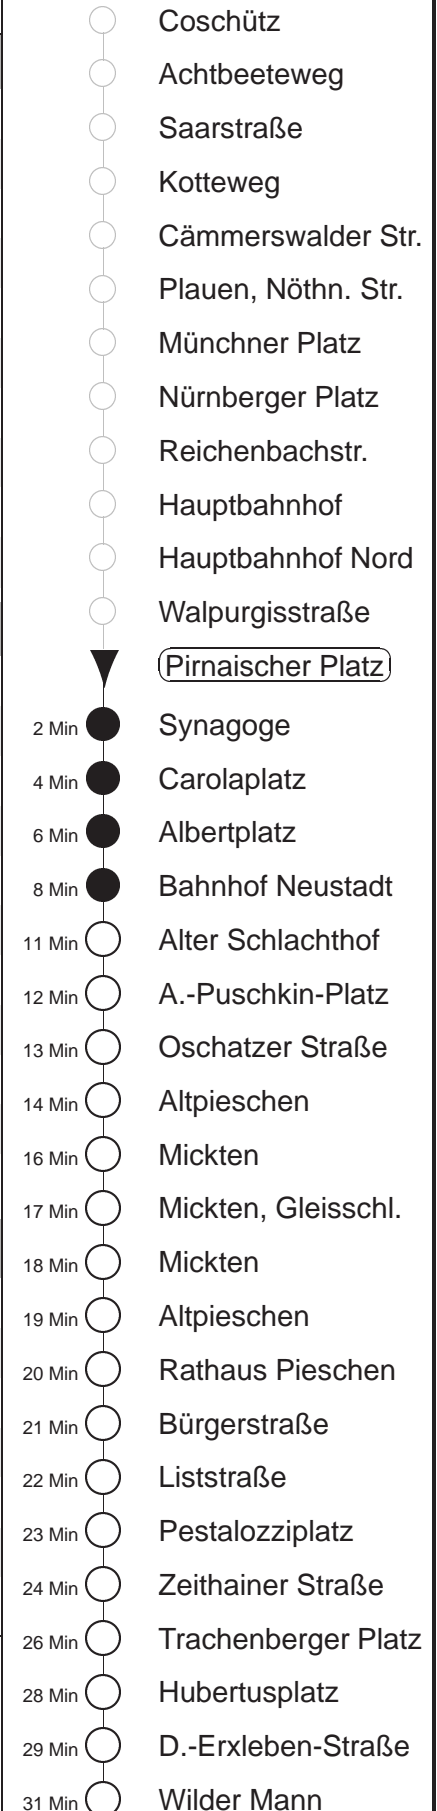 Coschütz
Achtbeeteweg
Saarstraße
Kotteweg
Cämmerswalder Str.
Plauen, Nöthn. Str.
Münchner Platz
Nürnberger Platz
Reichenbachstr.
Hauptbahnhof
Hauptbahnhof Nord
Walpurgisstraße
Pirnaischer Platz
2 Min Synagoge
4 Min Carolaplatz
6 Min Albertplatz
8 Min Bahnhof Neustadt
11 Min Alter Schlachthof
12 Min A.-Puschkin-Platz
13 Min Oschatzer Straße
14 Min Altpieschen
16 Min Mickten
17 Min Mickten, Gleisschl.
18 Min Mickten
19 Min Altpieschen
20 Min Rathaus Pieschen
21 Min Bürgerstraße
22 Min Liststraße
23 Min Pestalozziplatz
24 Min Zeithainer Straße
26 Min Trachenberger Platz
28 Min Hubertusplatz
29 Min D.-Erxleben-Straße
31 Min Wilder Mann